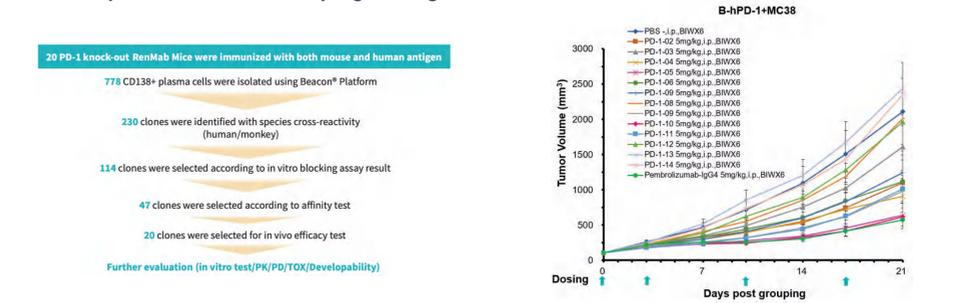 B-hPD-1+MC38
20 PD-1 knock-out RenMab Mice were immunized with both mouse and human antigen
778 CD138+ plasma cells were isolated using Beacon® Platform
230 clones were identified with species cross-reactivity
(human/monkey)
114 clones were selected according to in vitro blocking assay result
47 clones were selected according to affinity test
20 clones were selected for in vivo efficacy test
Further evaluation (in vitro test/PK/PD/TOX/Developability)
Tumor Volume (mm³)
3000
2500
2000
1500
1000
500
0
PBS -,i.p.,BIWX6
PD-1-02 5mg/kg,i.p.,BIWX6
PD-1-03 5mg/kg,i.p.,BIWX6
PD-1-04 5mg/kg,i.p.,BIWX6
PD-1-05 5mg/kg,i.p.,BIWX6
PD-1-06 5mg/kg,i.p.,BIWX6
PD-1-09 5mg/kg,i.p.,BIWX6
PD-1-08 5mg/kg,i.p.,BIWX6
PD-1-09 5mg/kg,i.p.,BIWX6
PD-1-10 5mg/kg,i.p.,BIWX6
PD-1-11 5mg/kg,i.p.,BIWX6
PD-1-12 5mg/kg,i.p.,BIWX6
PD-1-13 5mg/kg,i.p.,BIWX6
PD-1-14 5mg/kg,i.p.,BIWX6
Pembrolizumab-IgG4 5mg/kg,i.p.,BIWX6
0 7 14 21
Dosing
Days post grouping